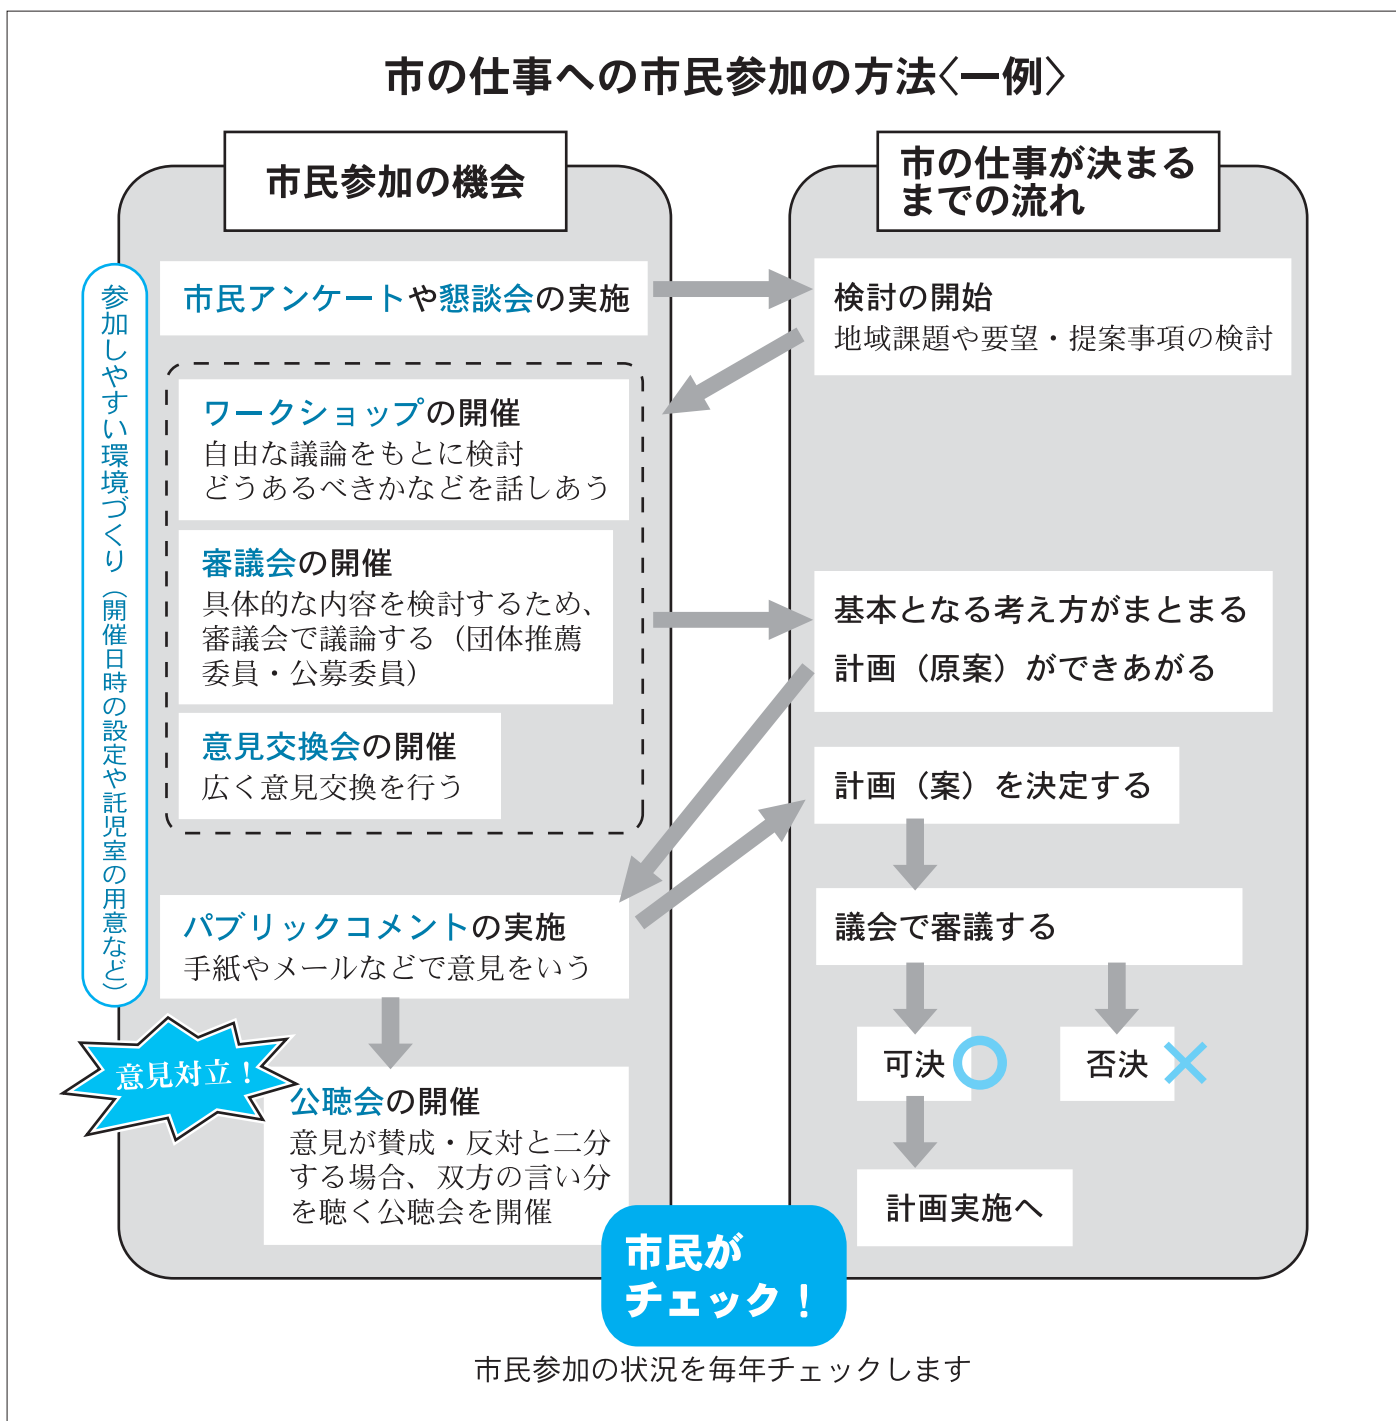 市の仕事への市民参加の方法〈一例〉
市民参加の機会
参加しやすい環境づくり（開催日時の設定や託児室の用意など）
市民アンケートや懇談会の実施
ワークショップの開催
自由な議論をもとに検討
どうあるべきかなどを話しあう
審議会の開催
具体的な内容を検討するため、
審議会で議論する（団体推薦
委員・公募委員）
意見交換会の開催
広く意見交換を行う
パブリックコメントの実施
手紙やメールなどで意見をいう
意見対立！
公聴会の開催
意見が賛成・反対と二分
する場合、双方の言い分
を聴く公聴会を開催
市の仕事が決まる
までの流れ
検討の開始
地域課題や要望・提案事項の検討
基本となる考え方がまとまる
計画（原案）ができあがる
計画（案）を決定する
議会で審議する
可決
否決
計画実施へ
市民が
チェック！
市民参加の状況を毎年チェックします